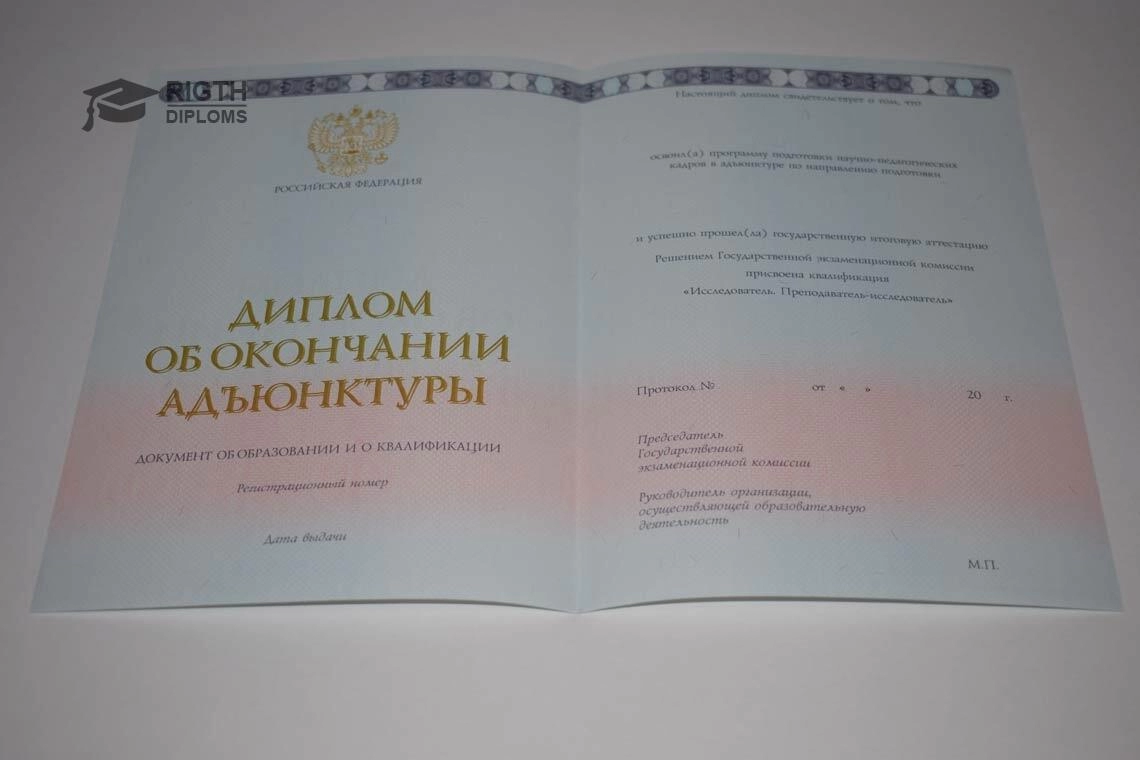 RIGTH
DIPLOMS
РОССИЙСКАЯ ФЕДЕРАЦИЯ
ДИПЛОМ
ОБ ОКОНЧАНИИ
АДЪЮНКТУРЫ
ДОКУМЕНТ ОБ ОБРАЗОВАНИИ И О КВАЛИФИКАЦИИ
Регистрационный номер
Дата выдачи
Настоящий диплом свидетельствует о том, что
освоил(а) программу подготовки научно-педагогических
кадров в адъюнктуре по направлению подготовки
и успешно прошел(ла) государственную итоговую аттестацию
Решением Государственной экзаменационной комиссии
присвоена квалификация
«Исследователь. Преподаватель-исследователь»
Протокол № от « » 20 г.
Председатель
Государственной
экзаменационной комиссии
Руководитель организации,
осуществляющей образовательную
деятельность
М.П.